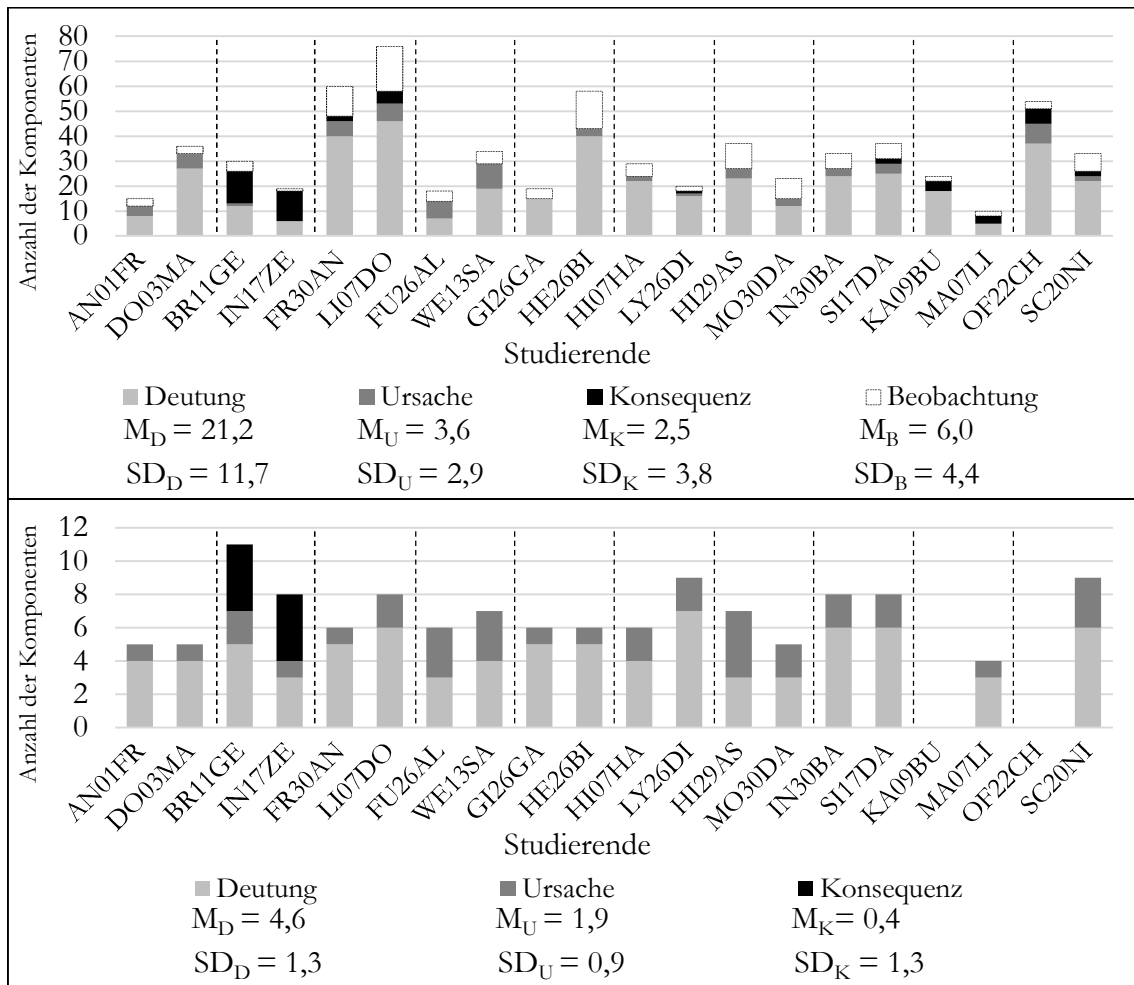 Anzahl der Komponenten
80
70
60
50
40
30
20
10
0
AN01FR DO03MA BR11GE IN17ZE FR30AN LI07DO FU26AL WE13SA GI26GA HE26BI HI07HA LY26DI HI29AS MO30DA IN30BA SI17DA KA09BU MA07LI OF22CH SC20NI
Studierende
Deutung Ursache Konsequenz Beobachtung
M_D = 21,2 M_U = 3,6 M_K= 2,5 M_B = 6,0
SD_D = 11,7 SD_U = 2,9 SD_K = 3,8 SD_B = 4,4
Anzahl der Komponenten
12
10
8
6
4
2
0
AN01FR DO03MA BR11GE IN17ZE FR30AN LI07DO FU26AL WE13SA GI26GA HE26BI HI07HA LY26DI HI29AS MO30DA IN30BA SI17DA KA09BU MA07LI OF22CH SC20NI
Studierende
Deutung Ursache Konsequenz
M_D = 4,6 M_U = 1,9 M_K= 0,4
SD_D = 1,3 SD_U = 0,9 SD_K = 1,3